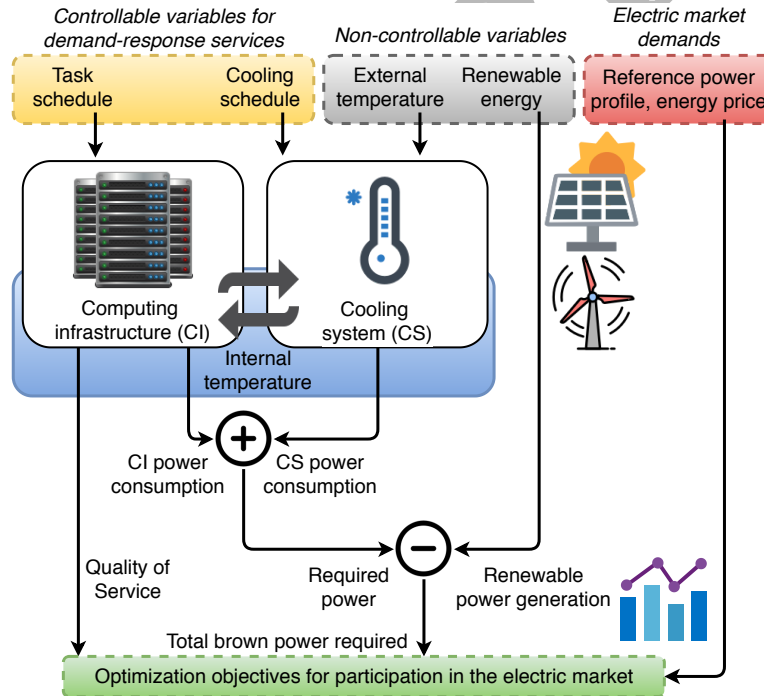 Controllable variables for
demand-response services
Non-controllable variables
Electric market
demands
Task
schedule
Cooling
schedule
External
temperature
Renewable
energy
Reference power
profile, energy price
Computing
infrastructure (CI)
Cooling
system (CS)
Internal
temperature
CI power
consumption
CS power
consumption
Quality of
Service
Required
power
Renewable
power generation
Total brown power required
Optimization objectives for participation in the electric market